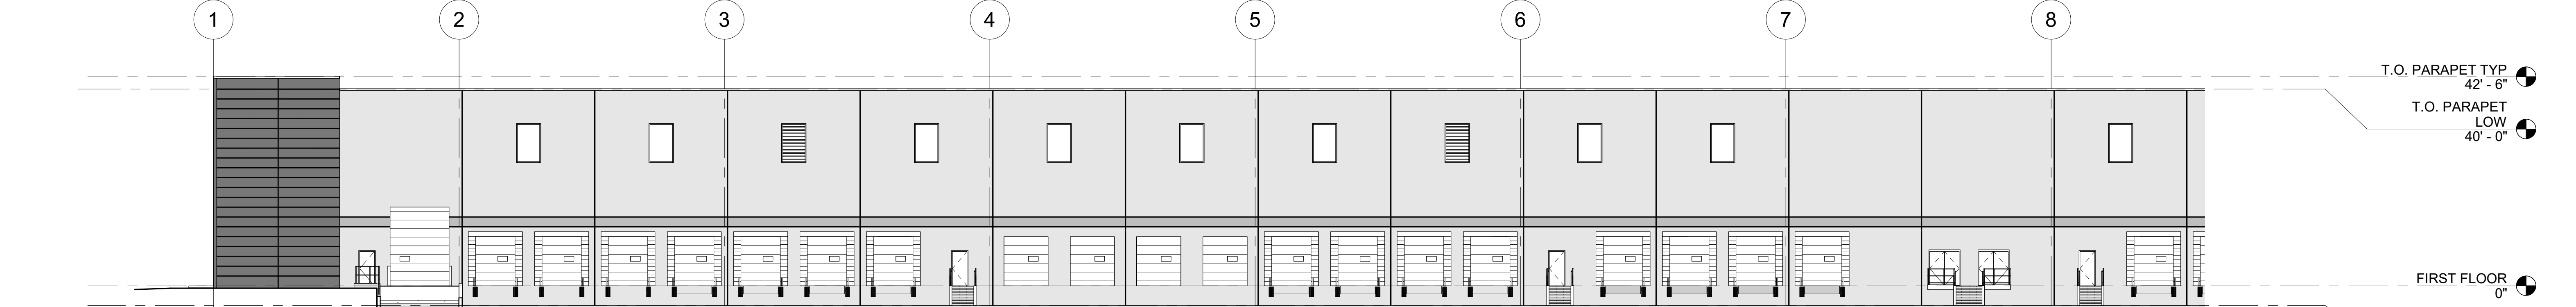 1 2 3 4 5 6 7 8
T.O. PARAPET TYP
42' - 6"
T.O. PARAPET
LOW
40' - 0"
FIRST FLOOR
0"